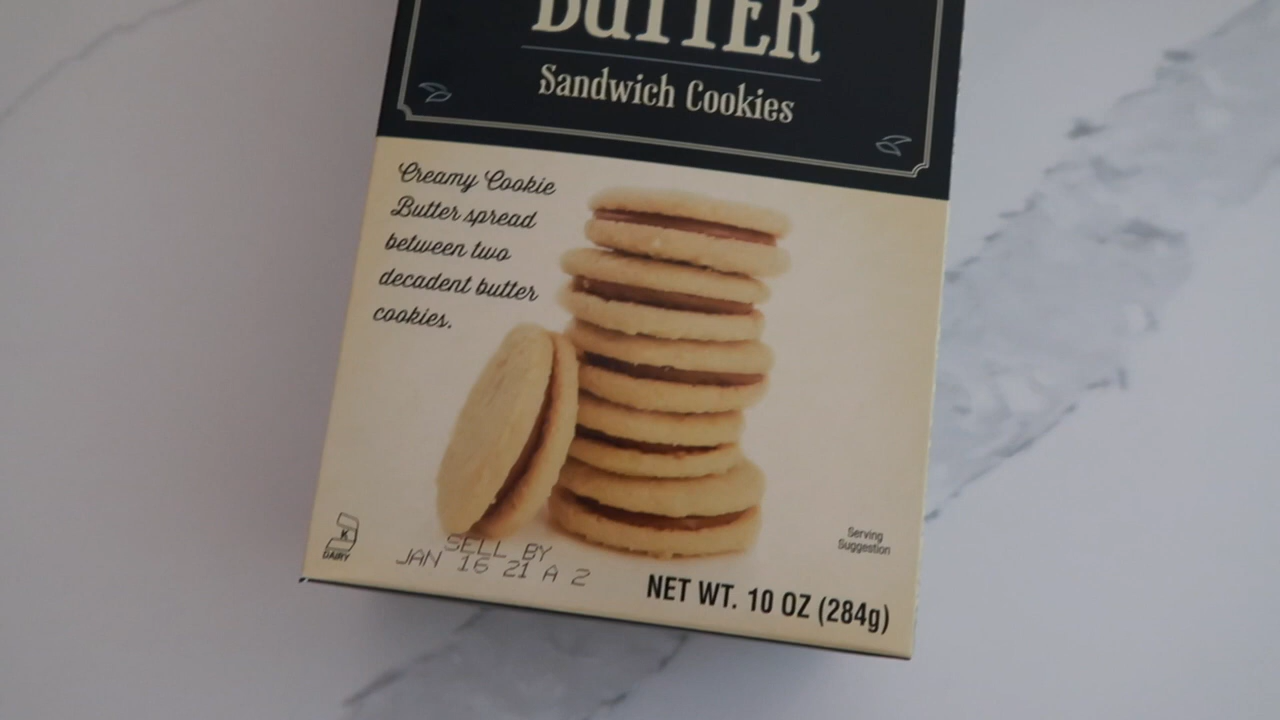 BUTTER
Sandwich Cookies
Creamy Cookie
Butter spread
between two
decadent butter
cookies.
K
DAIRY
SELL BY
JAN 16 21 A 2
Serving
Suggestion
NET WT. 10 OZ (284g)